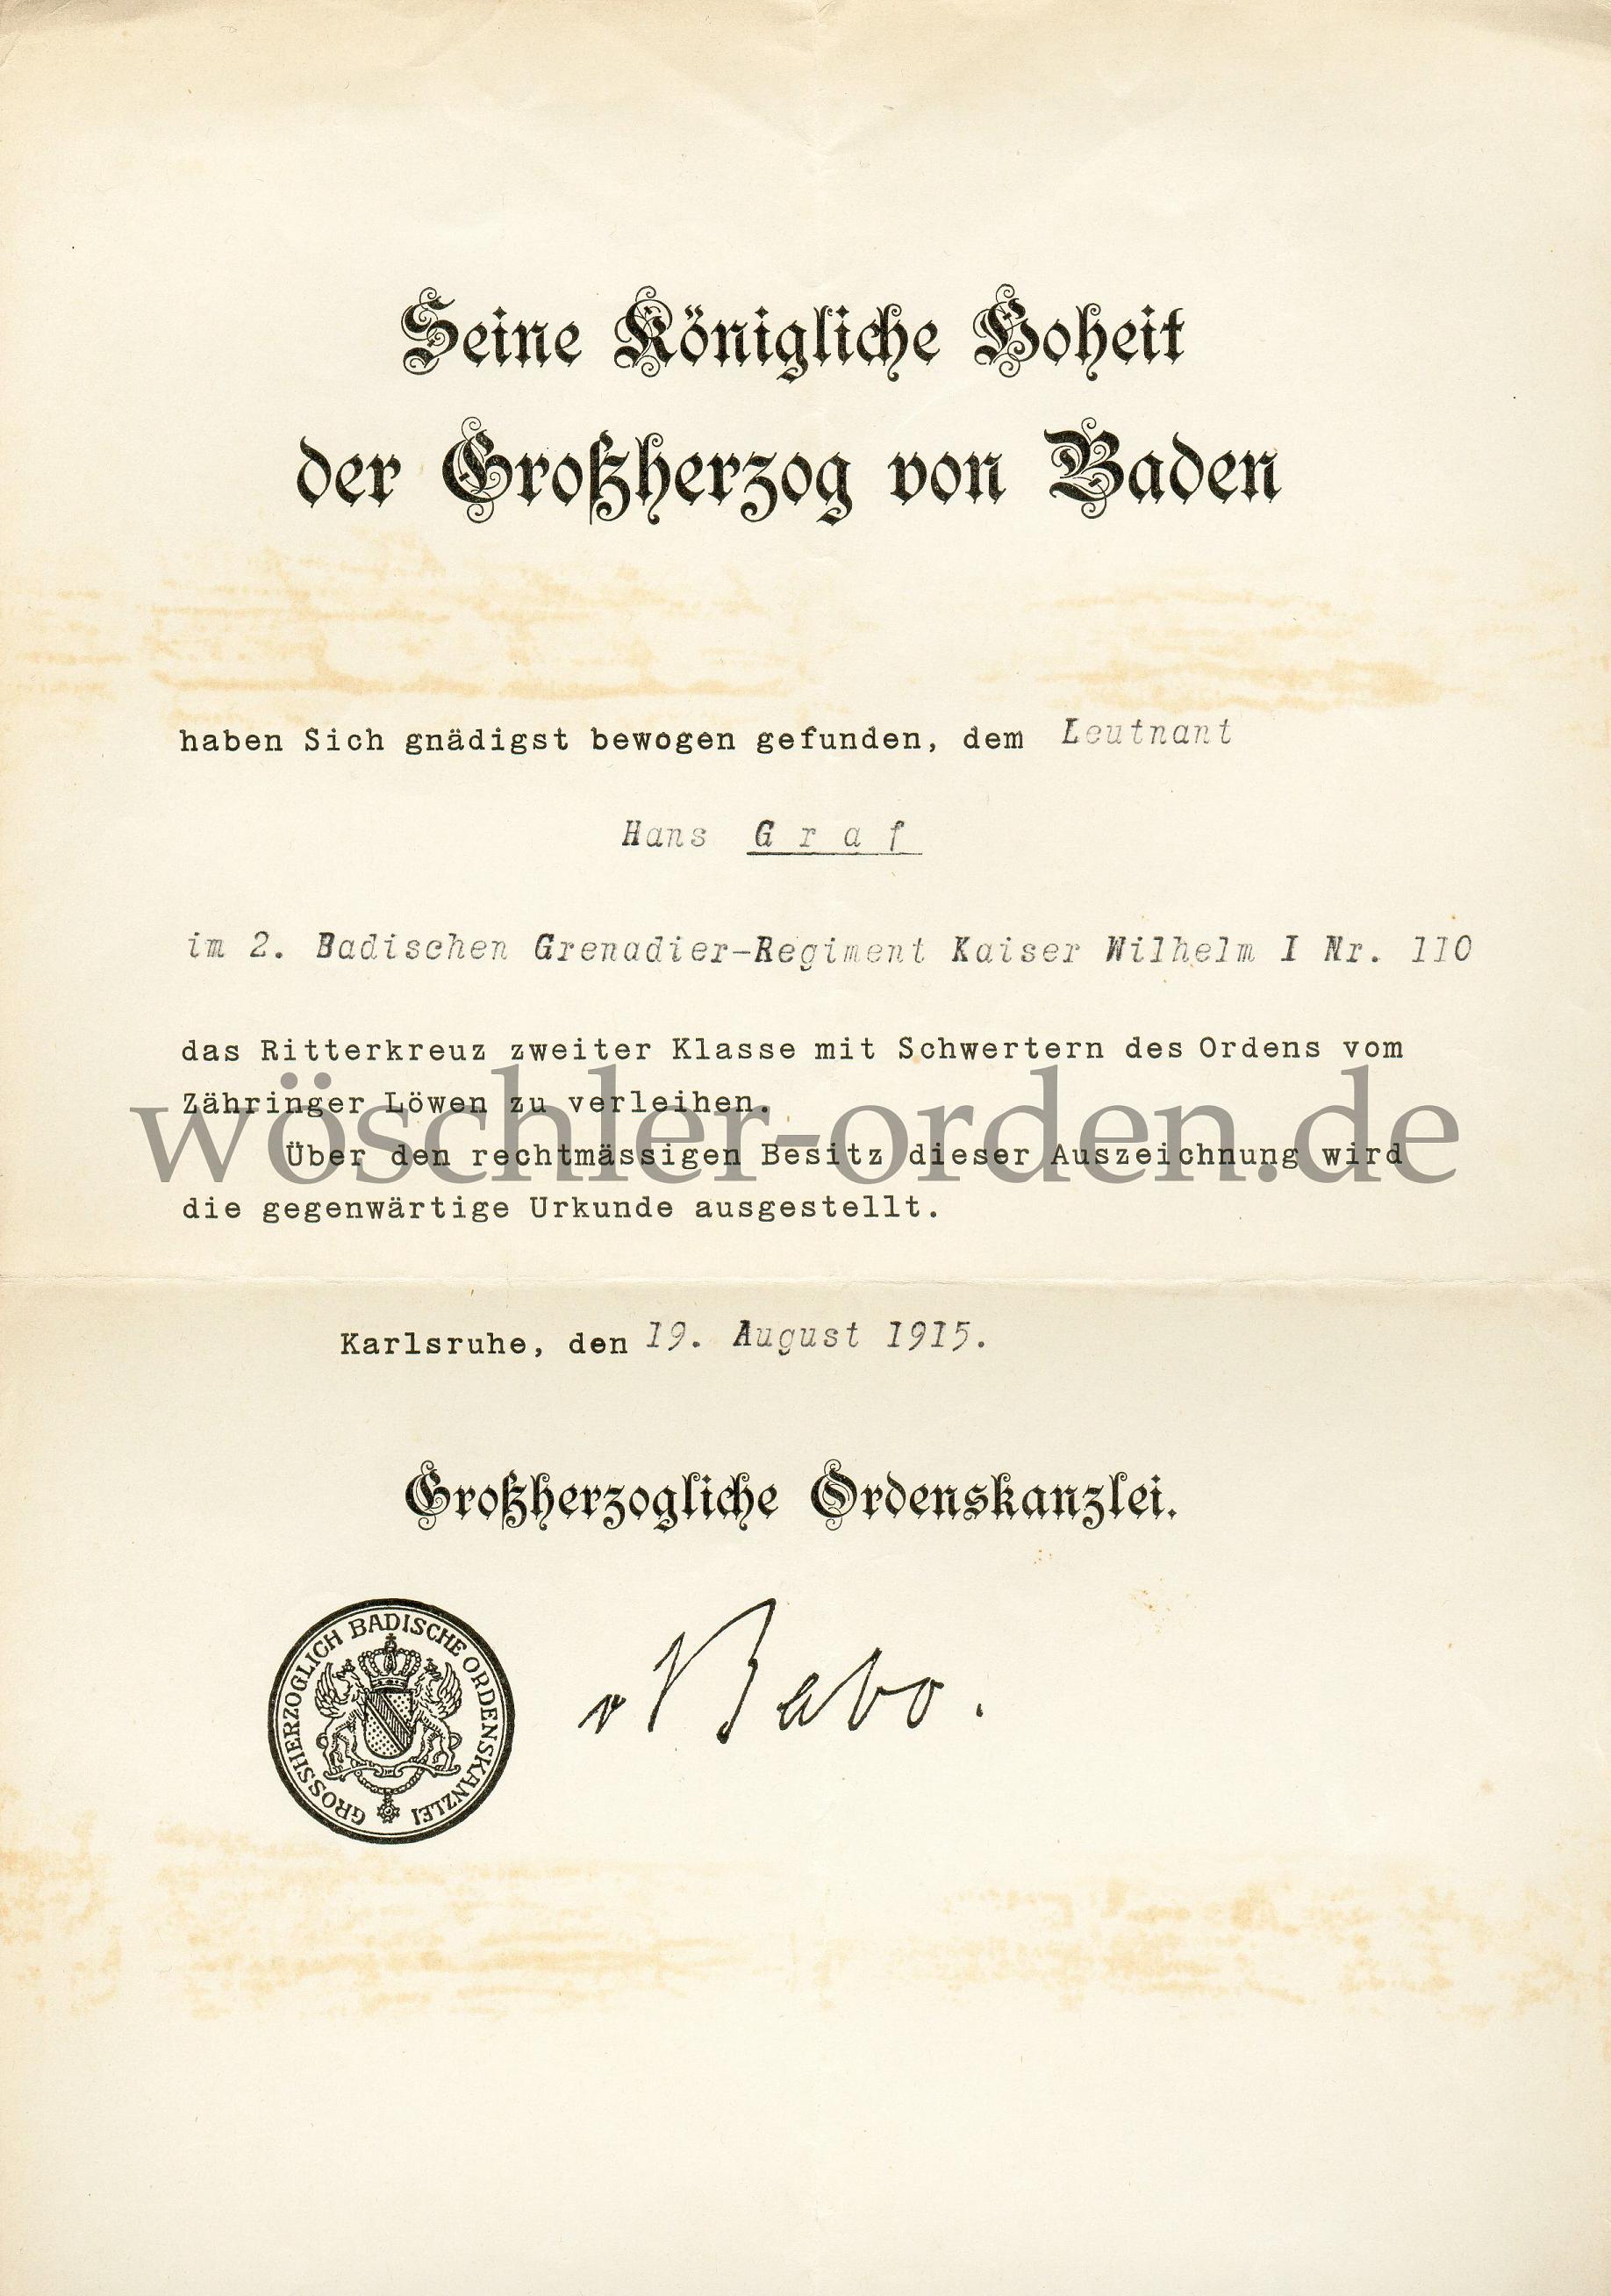 Seine Königliche Hoheit
der Großherzog von Baden
haben Sich gnädigst bewogen gefunden, dem Leutnant
Hans G r a f
im 2. Badischen Grenadier-Regiment Kaiser Wilhelm I Nr. 110
das Ritterkreuz zweiter Klasse mit Schwertern des Ordens vom
Zähringer Löwen zu verleihen.
wöschler-orden.de
Über den rechtmässigen Besitz dieser Auszeichnung wird
die gegenwärtige Urkunde ausgestellt.
Karlsruhe, den 19. August 1915.
Großherzogliche Ordenskanzlei.
GROSSHERZOGLICH BADISCHE ORDENSKANZLEI
v Babo.